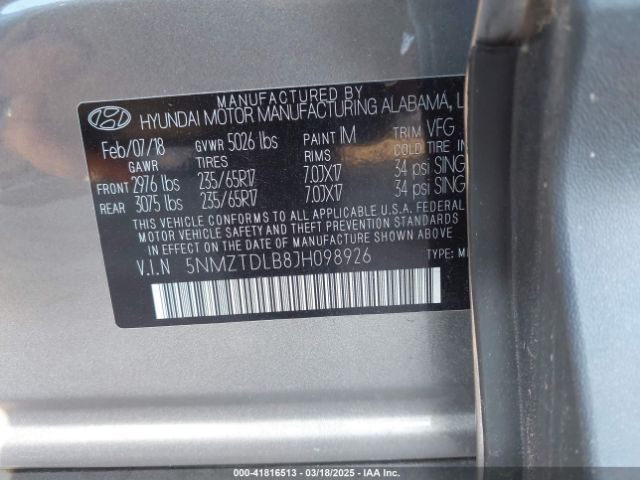 MANUFACTURED BY
HYUNDAI MOTOR MANUFACTURING ALABAMA, L
Feb/07/18 GVWR 5026 lbs PAINT IM TRIM VFG
GAWR TIRES RIMS COLD TIRE IN
FRONT 2976 lbs 235/65R17 7.0JX17 34 psi SING
REAR 3075 lbs 235/65R17 7.0JX17 34 psi SING
THIS VEHICLE CONFORMS TO ALL APPLICABLE U.S.A. FEDERAL
MOTOR VEHICLE SAFETY AND THEFT PREVENTION STANDARDS
IN EFFECT ON THE DATE OF MANUFACTURE SHOWN ABOVE.
V.I.N 5NMZTDLB8JH098926 TYPE: M
000-41816513 — 03/18/2025 — IAA Inc.